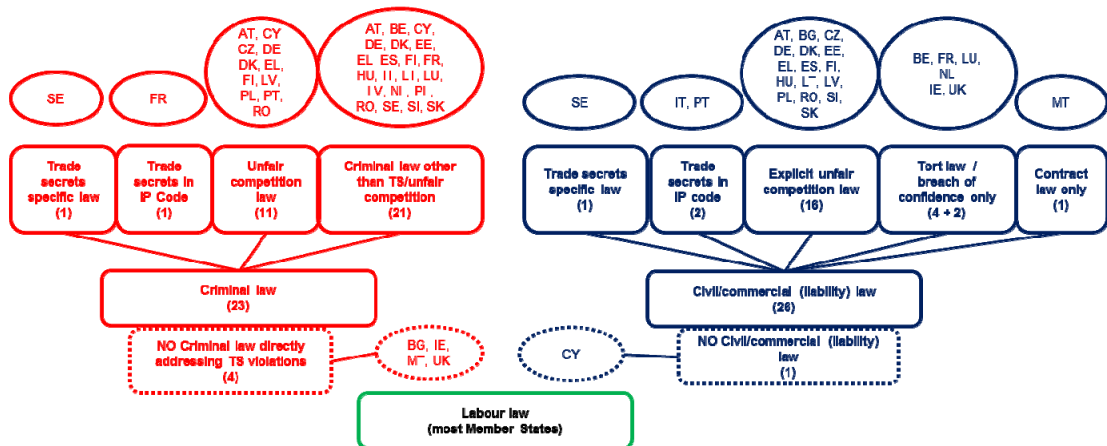 SE
FR
AT, CY
CZ, DE
DK, EL,
FI, LV,
PL, PT,
RO
AT, BE, CY,
DE, DK, EE,
EL, ES, FI, FR,
HU, LU,
RO, SE, SI, SK
SE
IT, PT
AT, BG, CZ,
DE, DK, EE,
EL, ES, FI,
HU, LV,
PL, RO, SI,
SK
BE, FR, LU,
NL
IE, UK
MT
Trade
secrets
specific law
(1)
Trade
secrets in
IP Code
(1)
Unfair
competition
law
(11)
Criminal law other
than TS/unfair
competition
(21)
Trade secrets
specific law
(1)
Trade
secrets in
IP code
(2)
Explicit unfair
competition law
(16)
Tort law /
breach of
confidence only
(4 + 2)
Contract
law only
(1)
Criminal law
(23)
Civil/commercial (liability) law
(26)
NO Criminal law directly
addressing TS violations
(4)
BG, IE,
UK
CY
NO Civil/commercial (liability)
law
(1)
Labour law
(most Member States)